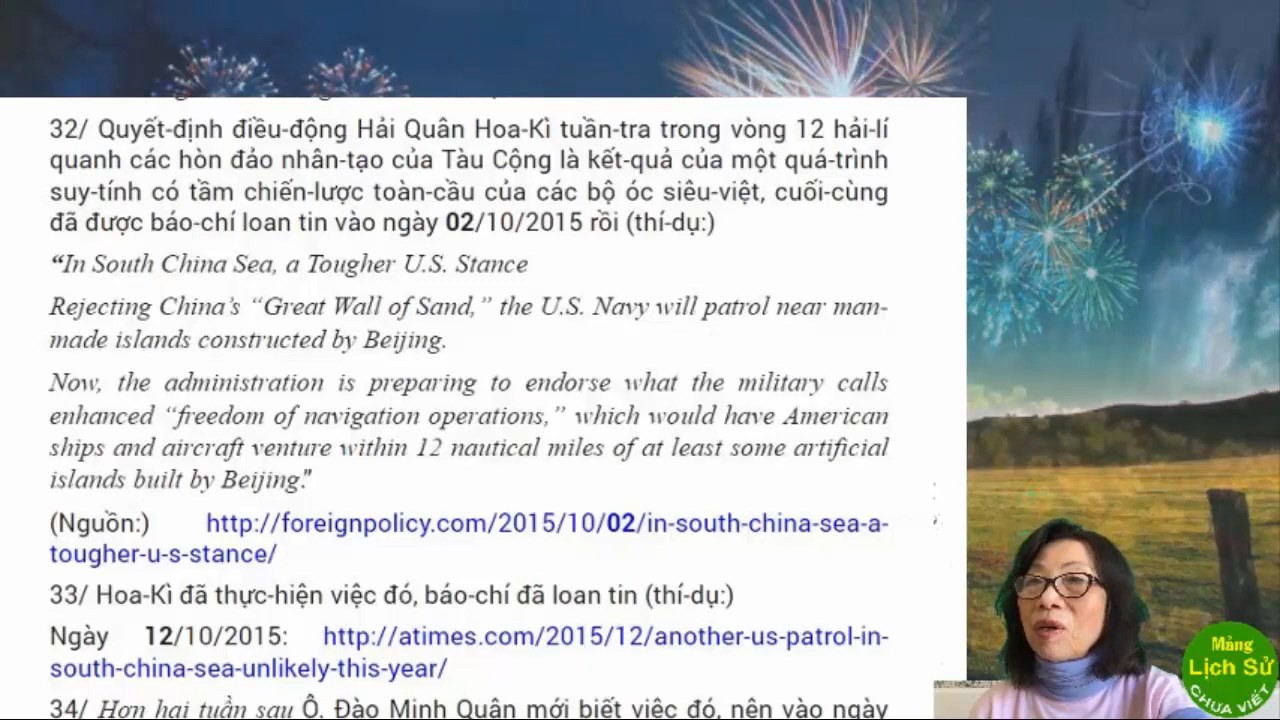 32/ Quyết-định điều-động Hải Quân Hoa-Kì tuần-tra trong vòng 12 hải-lí
quanh các hòn đảo nhân-tạo của Tàu Cộng là kết-quả của một quá-trình
suy-tính có tầm chiến-lược toàn-cầu của các bộ óc siêu-việt, cuối-cùng
đã được báo-chí loan tin vào ngày 02/10/2015 rồi (thí-dụ:)
“In South China Sea, a Tougher U.S. Stance
Rejecting China’s “Great Wall of Sand,” the U.S. Navy will patrol near man-
made islands constructed by Beijing.
Now, the administration is preparing to endorse what the military calls
enhanced “freedom of navigation operations,” which would have American
ships and aircraft venture within 12 nautical miles of at least some artificial
islands built by Beijing.”
(Nguồn:) http://foreignpolicy.com/2015/10/02/in-south-china-sea-a-
tougher-u-s-stance/
33/ Hoa-Kì đã thực-hiện việc đó, báo-chí đã loan tin (thí-dụ:)
Ngày 12/10/2015: http://atimes.com/2015/12/another-us-patrol-in-
south-china-sea-unlikely-this-year/
34/ Hơn hai tuần sau Ô. Đào Minh Quân mới biết việc đó, nên vào ngày
Mảng
Lịch Sử
CHƯA VIẾT